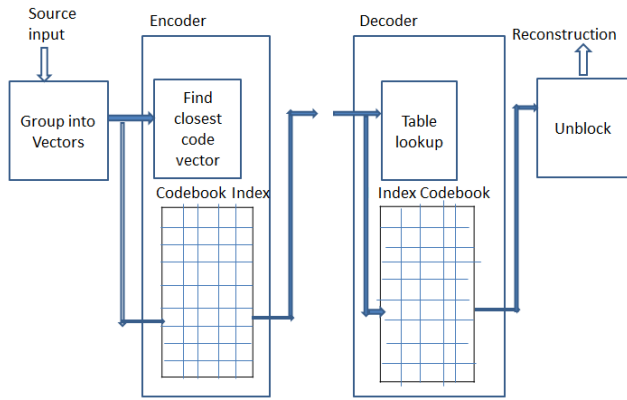 Source
input
Encoder
Decoder
Reconstruction
Group into
Vectors
Find
closest
code
vector
Table
lookup
Unblock
Codebook Index
Index Codebook